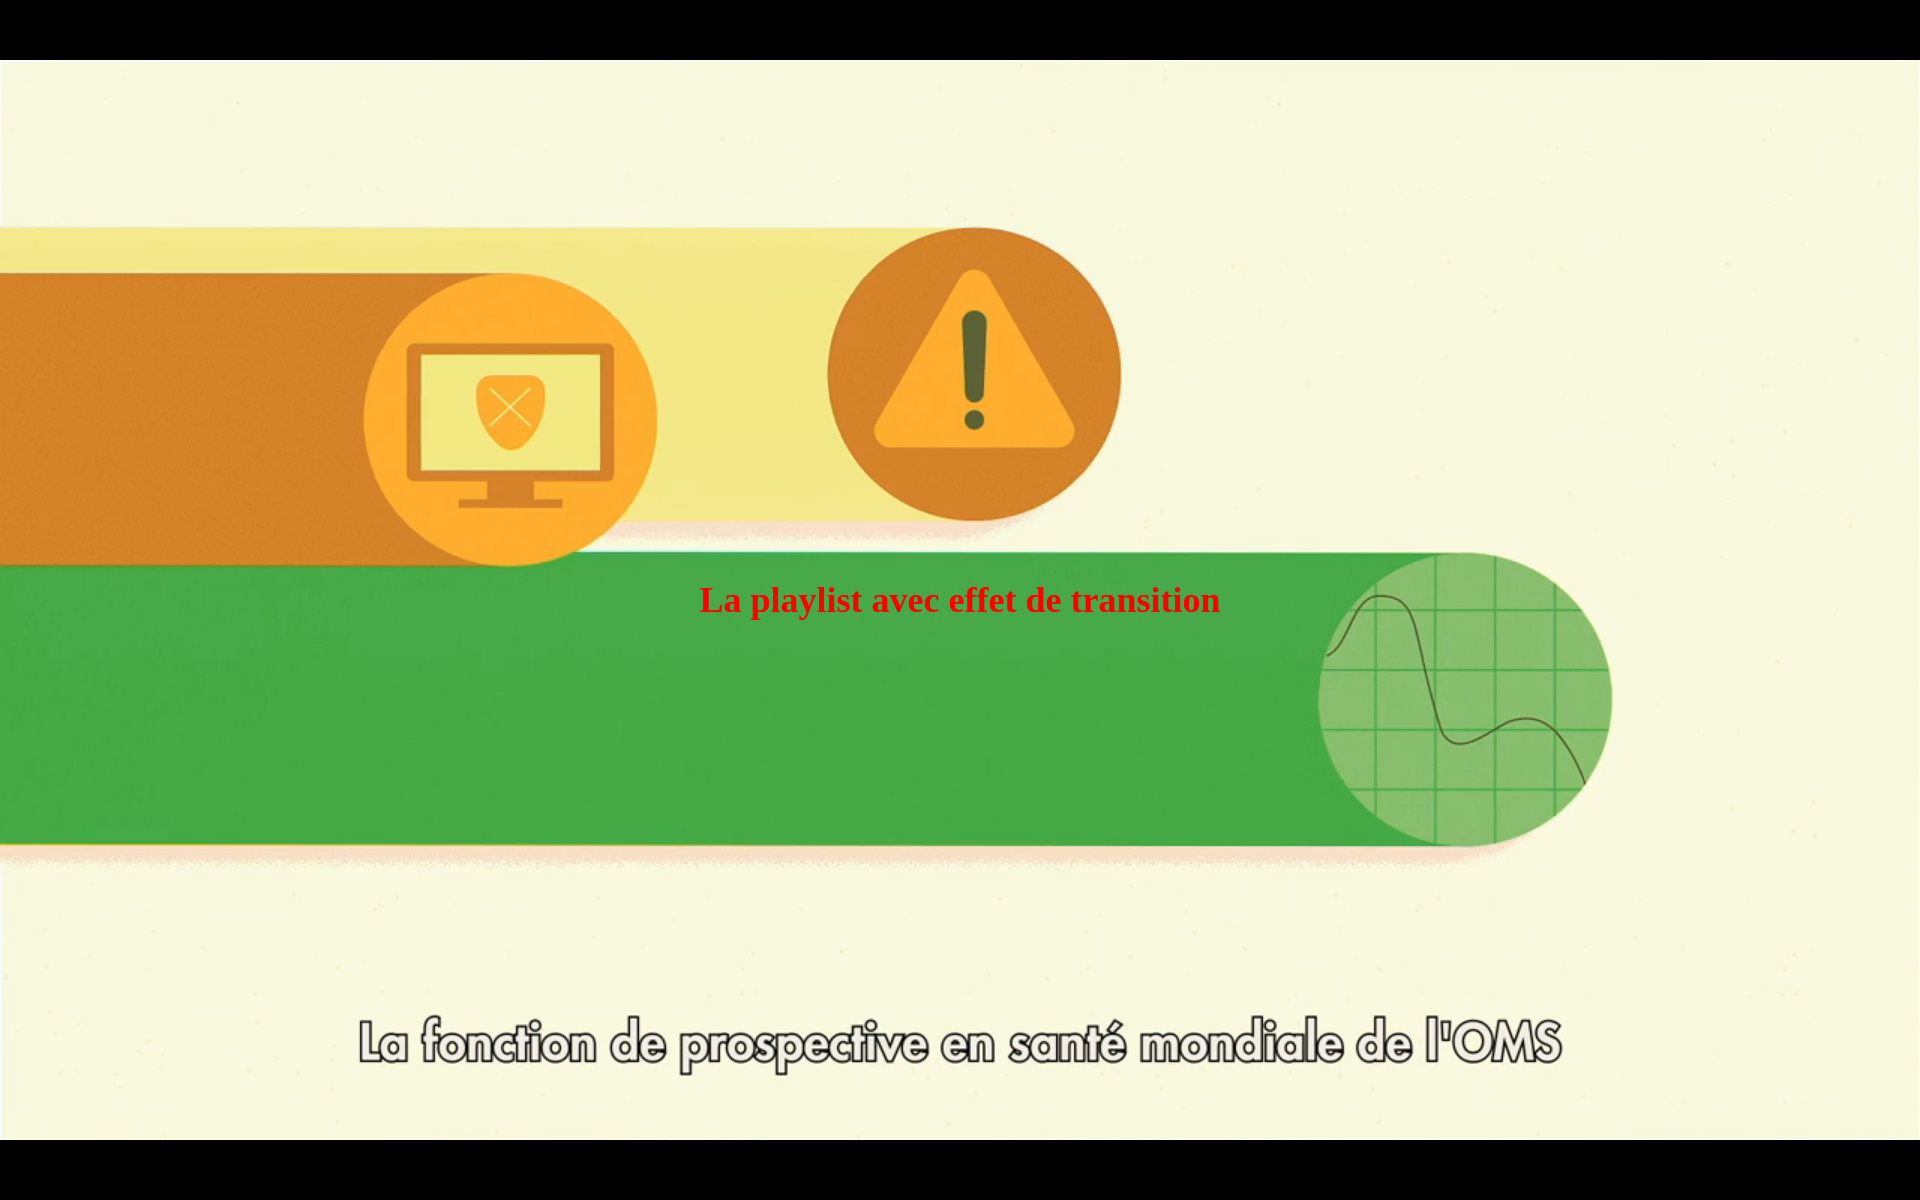 La playlist avec effet de transition
La fonction de prospective en santé mondiale de l'OMS